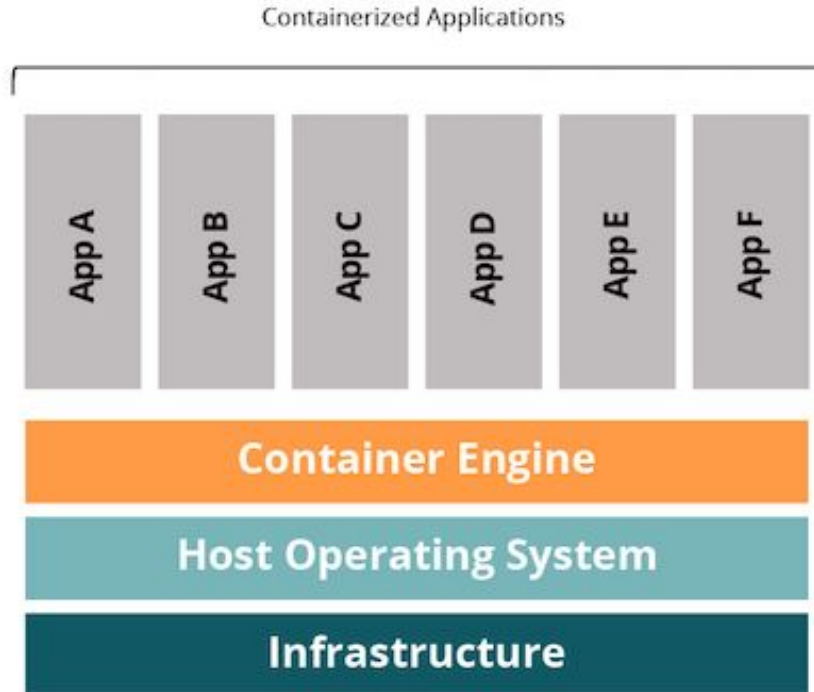 Containerized Applications
App A
App B
App C
App D
App E
App F
Container Engine
Host Operating System
Infrastructure